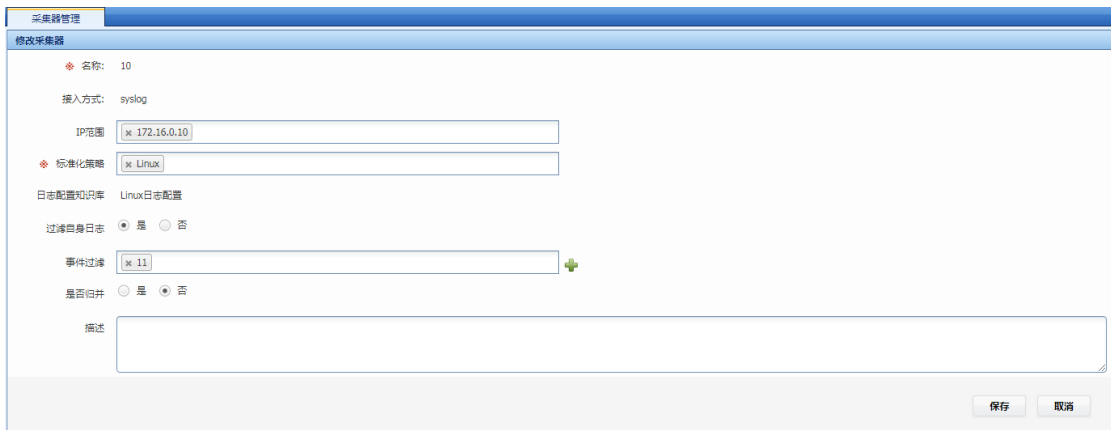 采集器管理
修改采集器
※ 名称: 10
接入方式: syslog
IP范围 × 172.16.0.10
※ 标准化策略 × Linux
日志配置知识库 Linux日志配置
过滤自身日志 是 否
事件过滤 × 11
是否归并 是 否
描述
保存 取消